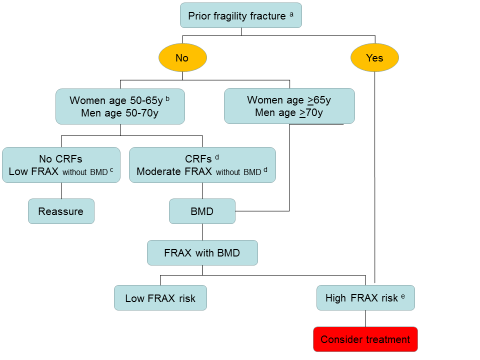 Prior fragility fracture a
No
Yes
Women age 50-65y b
Men age 50-70y
Women age ≥65y
Men age ≥70y
No CRFs
Low FRAX without BMD c
CRFs d
Moderate FRAX without BMD d
Reassure
BMD
FRAX with BMD
Low FRAX risk
High FRAX risk e
Consider treatment